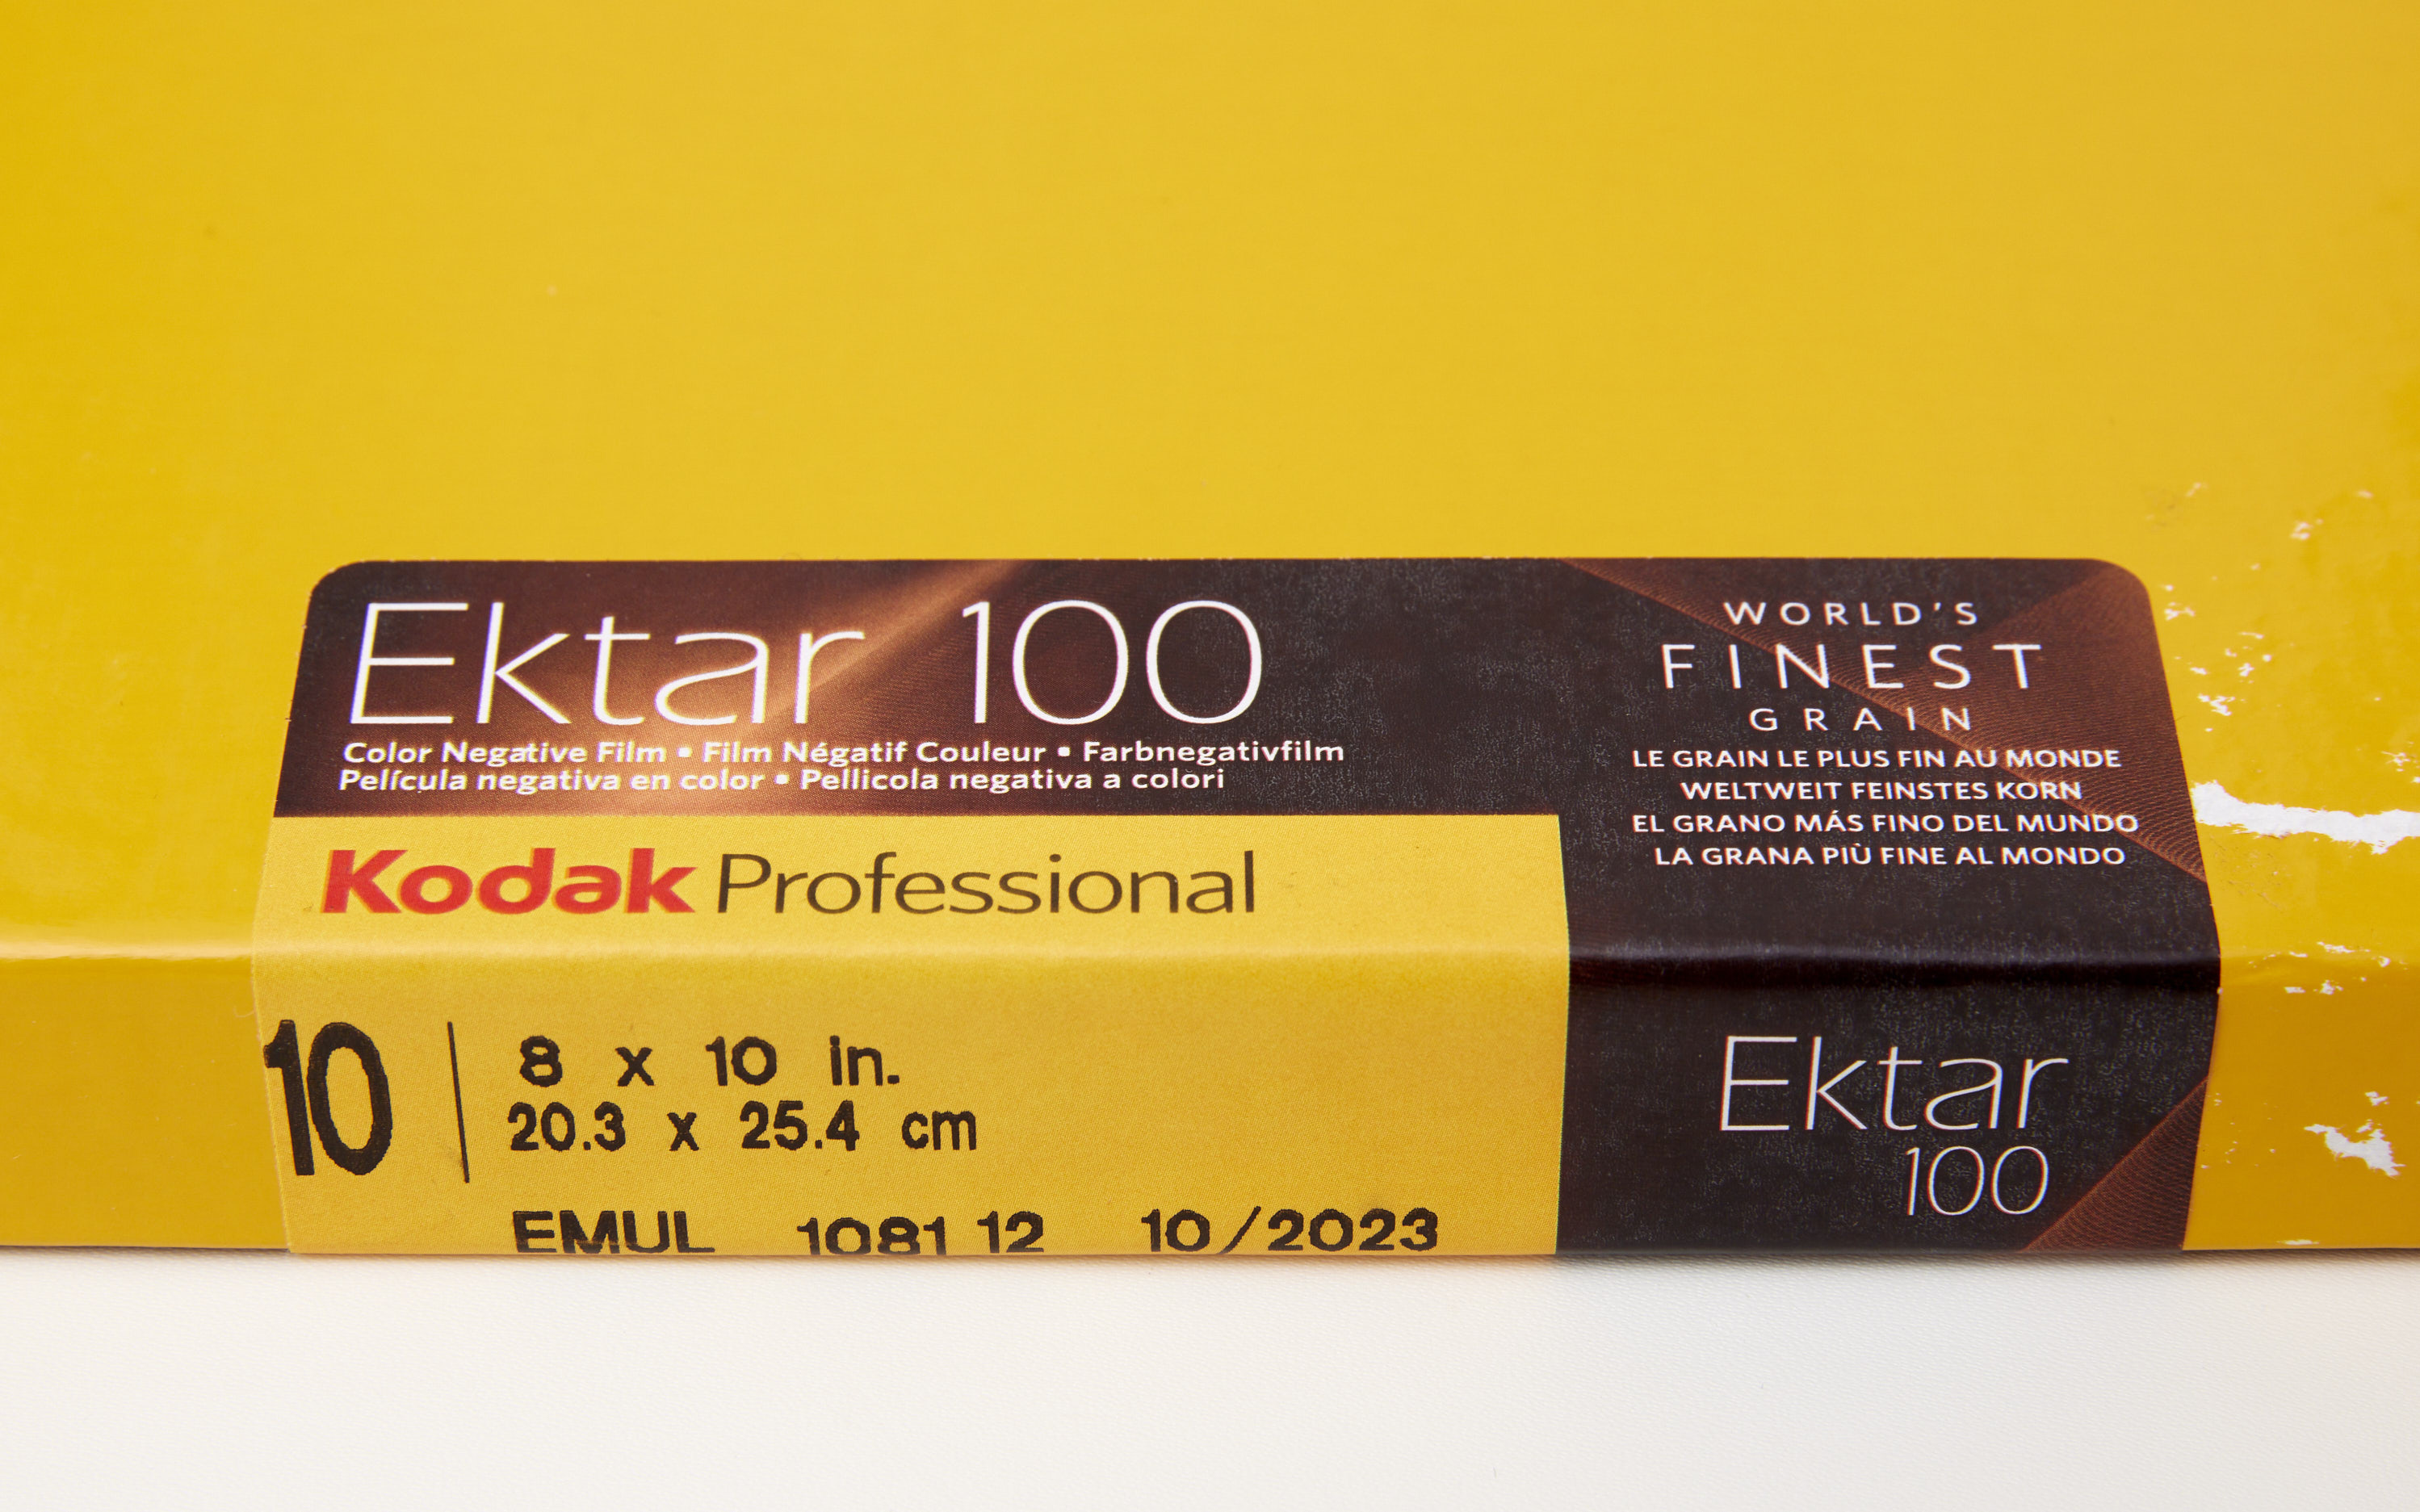 Ektar 100
Color Negative Film • Film Négatif Couleur • Farbnegativfilm
Película negativa en color • Pellicola negativa a colori
WORLD'S
FINEST
GRAIN
LE GRAIN LE PLUS FIN AU MONDE
WELTWEIT FEINSTES KORN
EL GRANO MÁS FINO DEL MUNDO
LA GRANA PIÙ FINE AL MONDO
Kodak Professional
10
8 x 10 in.
20.3 x 25.4 cm
EMUL 1081 12 10/2023
Ektar
100